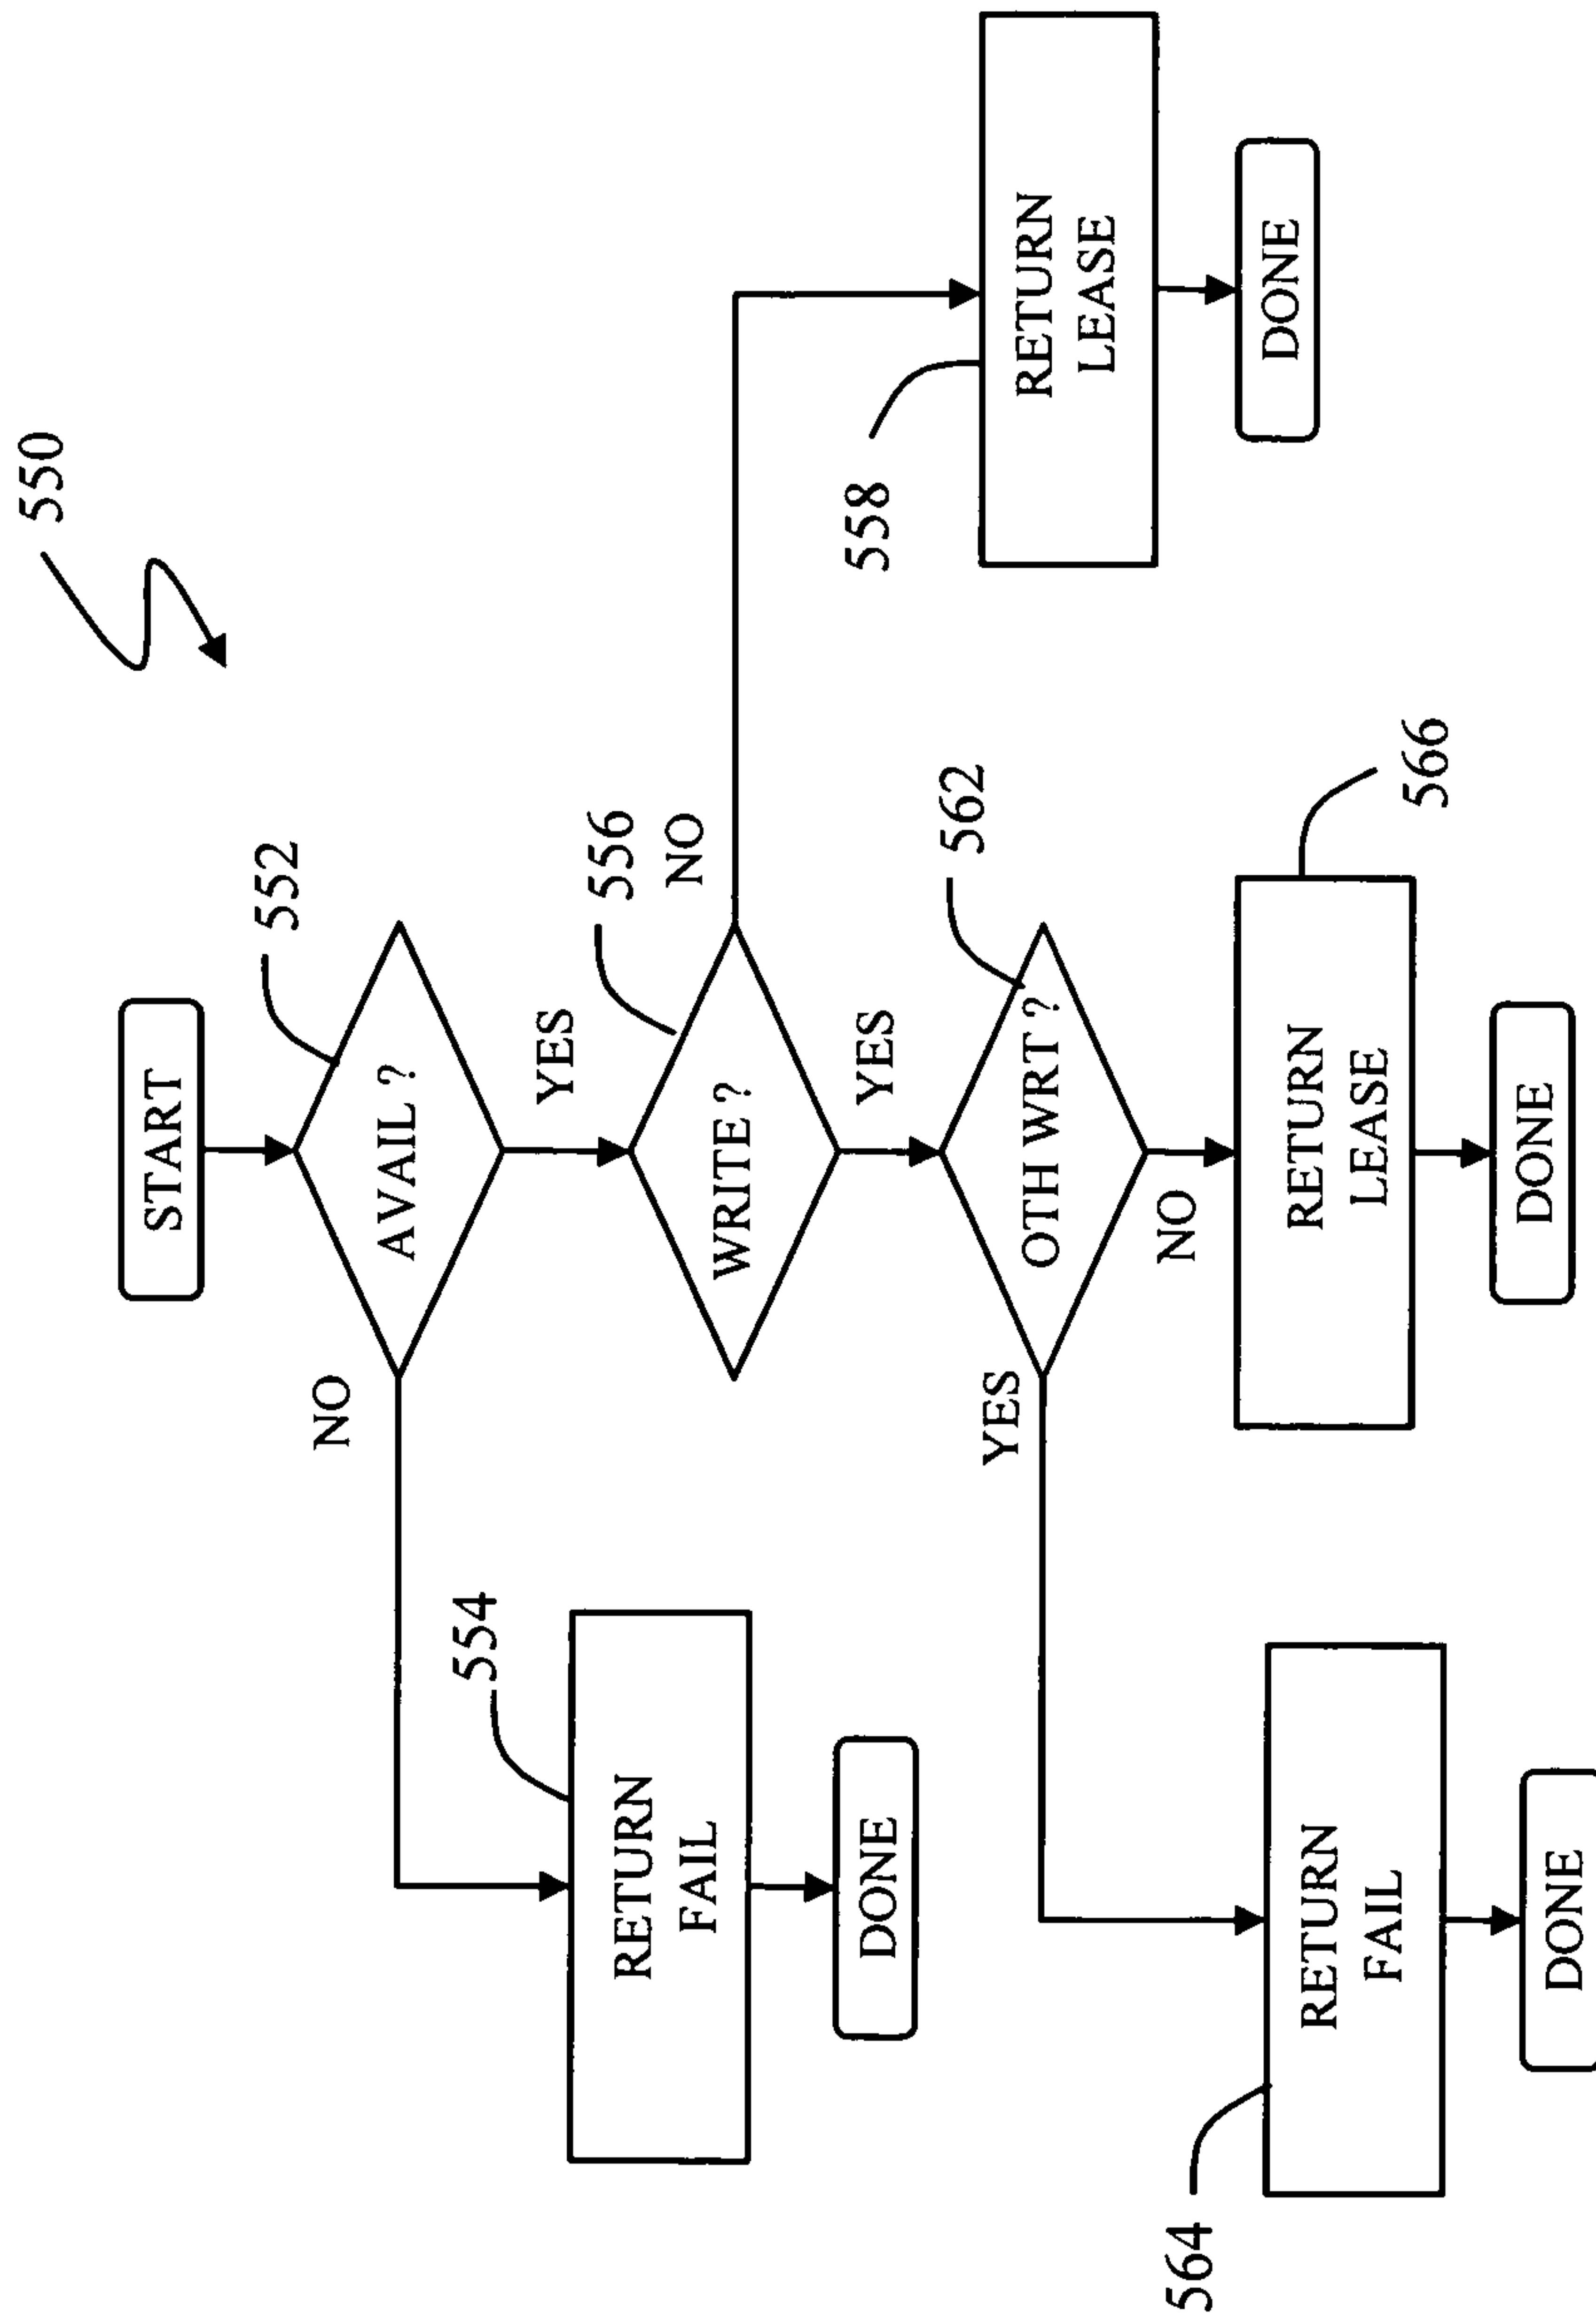 550
START
552
AVAIL ?
NO
YES
554
RETURN
FAIL
DONE
556
WRITE ?
NO
YES
558
RETURN
LEASE
DONE
562
OTH WRT ?
YES
NO
564
RETURN
FAIL
DONE
566
RETURN
LEASE
DONE